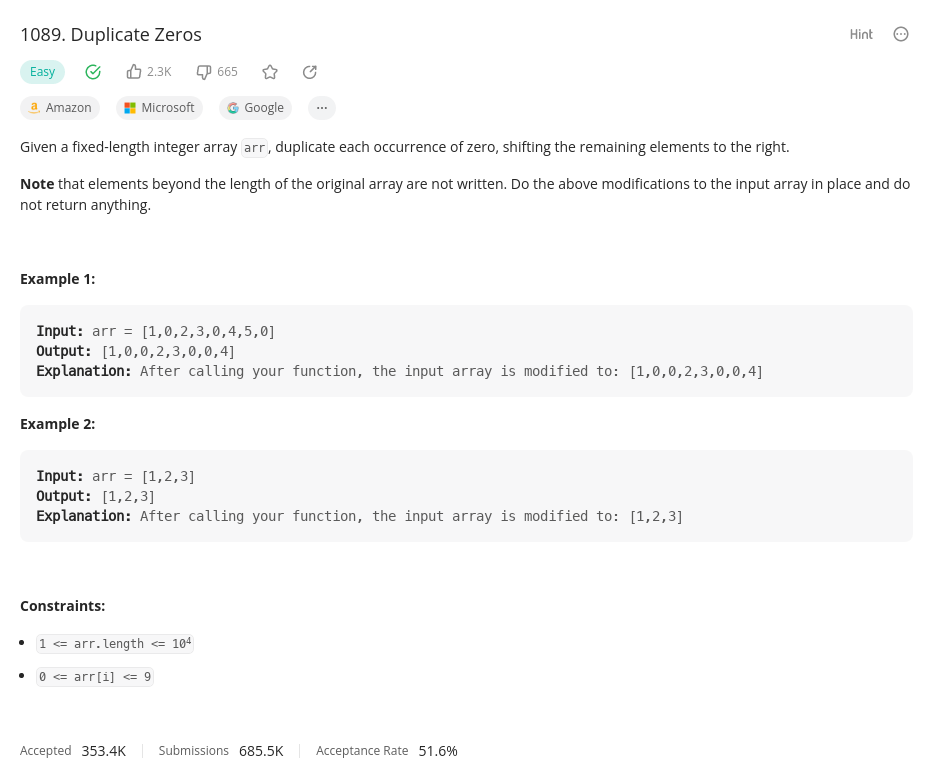 1089. Duplicate Zeros
Hint
Easy
2.3K
665
Amazon
Microsoft
Google
...
Given a fixed-length integer array arr, duplicate each occurrence of zero, shifting the remaining elements to the right.
Note that elements beyond the length of the original array are not written. Do the above modifications to the input array in place and do
not return anything.
Example 1:
Input: arr = [1,0,2,3,0,4,5,0]
Output: [1,0,0,2,3,0,0,4]
Explanation: After calling your function, the input array is modified to: [1,0,0,2,3,0,0,4]
Example 2:
Input: arr = [1,2,3]
Output: [1,2,3]
Explanation: After calling your function, the input array is modified to: [1,2,3]
Constraints:
• 1 <= arr.length <= 10⁴
• 0 <= arr[i] <= 9
Accepted 353.4K Submissions 685.5K Acceptance Rate 51.6%